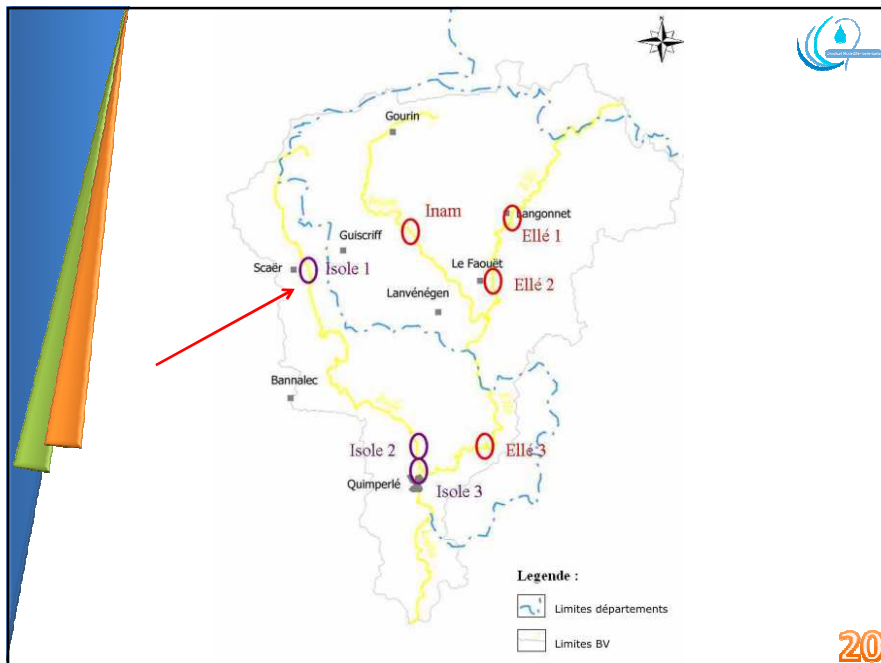 Gourin
Langonnet
Inam
Ellé 1
Guiscriff
Scaër
Isole 1
Le Faouët
Ellé 2
Lanvénégen
Bannalec
Isole 2
Ellé 3
Quimperlé
Isole 3
Legende :
Limites départements
Limites BV
20